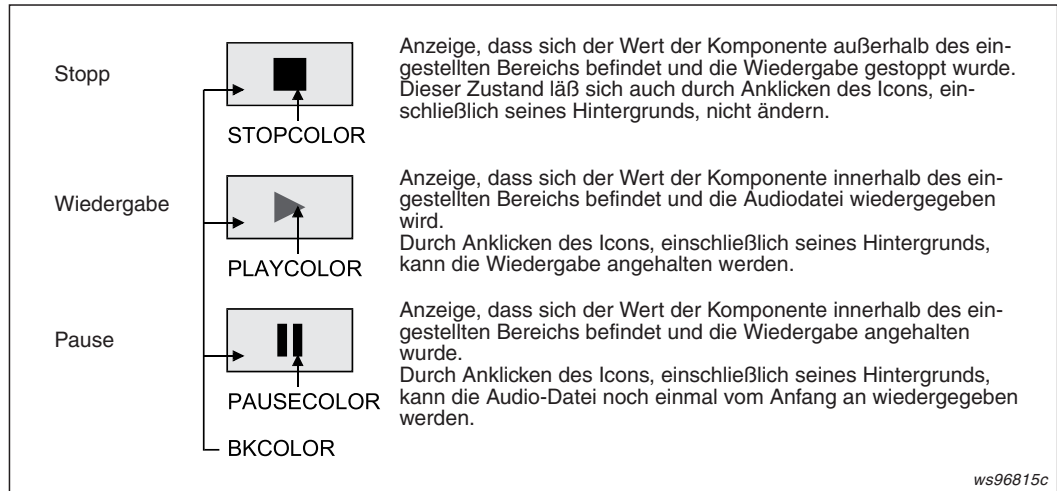 Stopp
STOPCOLOR
Anzeige, dass sich der Wert der Komponente außerhalb des ein-
gestellten Bereichs befindet und die Wiedergabe gestoppt wurde.
Dieser Zustand läß sich auch durch Anklicken des Icons, ein-
schließlich seines Hintergrunds, nicht ändern.
Wiedergabe
PLAYCOLOR
Anzeige, dass sich der Wert der Komponente innerhalb des ein-
gestellten Bereichs befindet und die Audiodatei wiedergegeben
wird.
Durch Anklicken des Icons, einschließlich seines Hintergrunds,
kann die Wiedergabe angehalten werden.
Pause
PAUSECOLOR
Anzeige, dass sich der Wert der Komponente innerhalb des ein-
gestellten Bereichs befindet und die Wiedergabe angehalten
wurde.
Durch Anklicken des Icons, einschließlich seines Hintergrunds,
kann die Audio-Datei noch einmal vom Anfang an wiedergegeben
werden.
BKCOLOR
ws96815c